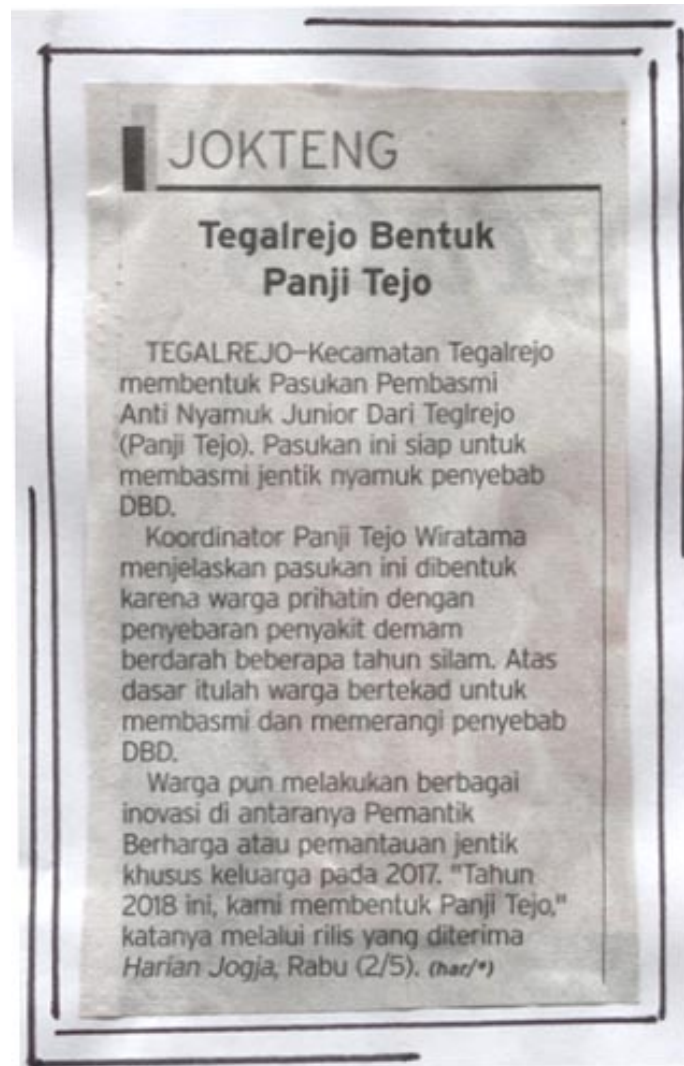 JOKTENG
Tegalrejo Bentuk
Panji Tejo
TEGALREJO–Kecamatan Tegalrejo
membentuk Pasukan Pembasmi
Anti Nyamuk Junior Dari Teglrejo
(Panji Tejo). Pasukan ini siap untuk
membasmi jentik nyamuk penyebab
DBD.
Koordinator Panji Tejo Wiratama
menjelaskan pasukan ini dibentuk
karena warga prihatin dengan
penyebaran penyakit demam
berdarah beberapa tahun silam. Atas
dasar itulah warga bertekad untuk
membasmi dan memerangi penyebab
DBD.
Warga pun melakukan berbagai
inovasi di antaranya Pemantik
Berharga atau pemantauan jentik
khusus keluarga pada 2017. "Tahun
2018 ini, kami membentuk Panji Tejo,"
katanya melalui rilis yang diterima
Harian Jogja, Rabu (2/5). (har/*)